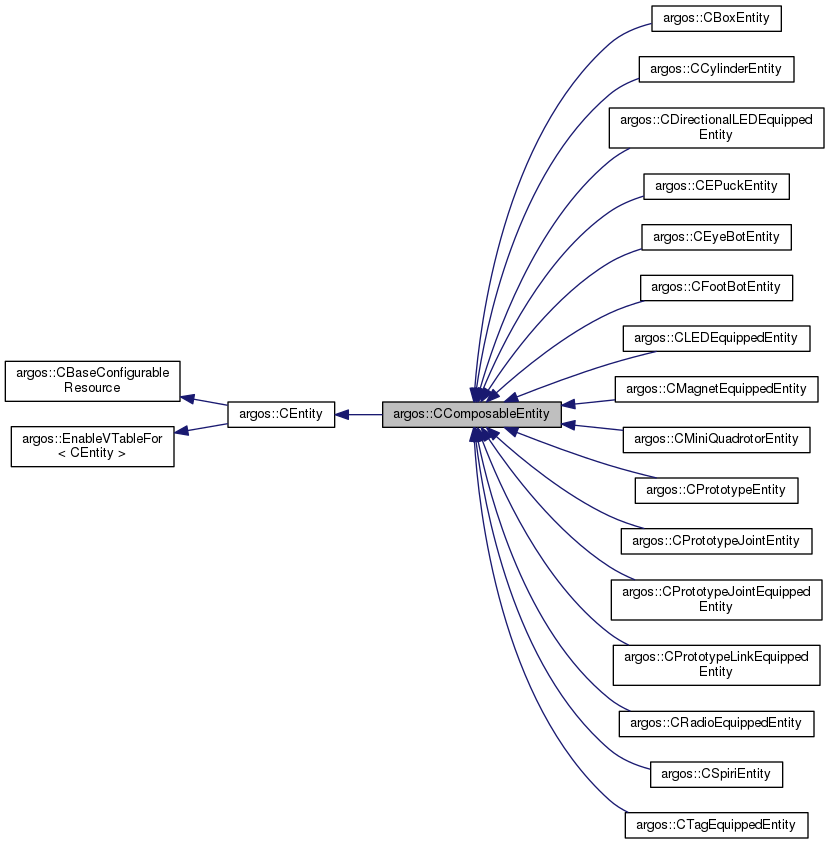 argos::CBoxEntity
argos::CCylinderEntity
argos::CDirectionalLEDEquipped
Entity
argos::CEPuckEntity
argos::CEyeBotEntity
argos::CFootBotEntity
argos::CLEDEquippedEntity
argos::CBaseConfigurable
Resource
argos::CMagnetEquippedEntity
argos::CEntity
argos::CComposableEntity
argos::EnableVTableFor
< CEntity >
argos::CMiniQuadrotorEntity
argos::CPrototypeEntity
argos::CPrototypeJointEntity
argos::CPrototypeJointEquipped
Entity
argos::CPrototypeLinkEquipped
Entity
argos::CRadioEquippedEntity
argos::CSpiriEntity
argos::CTagEquippedEntity